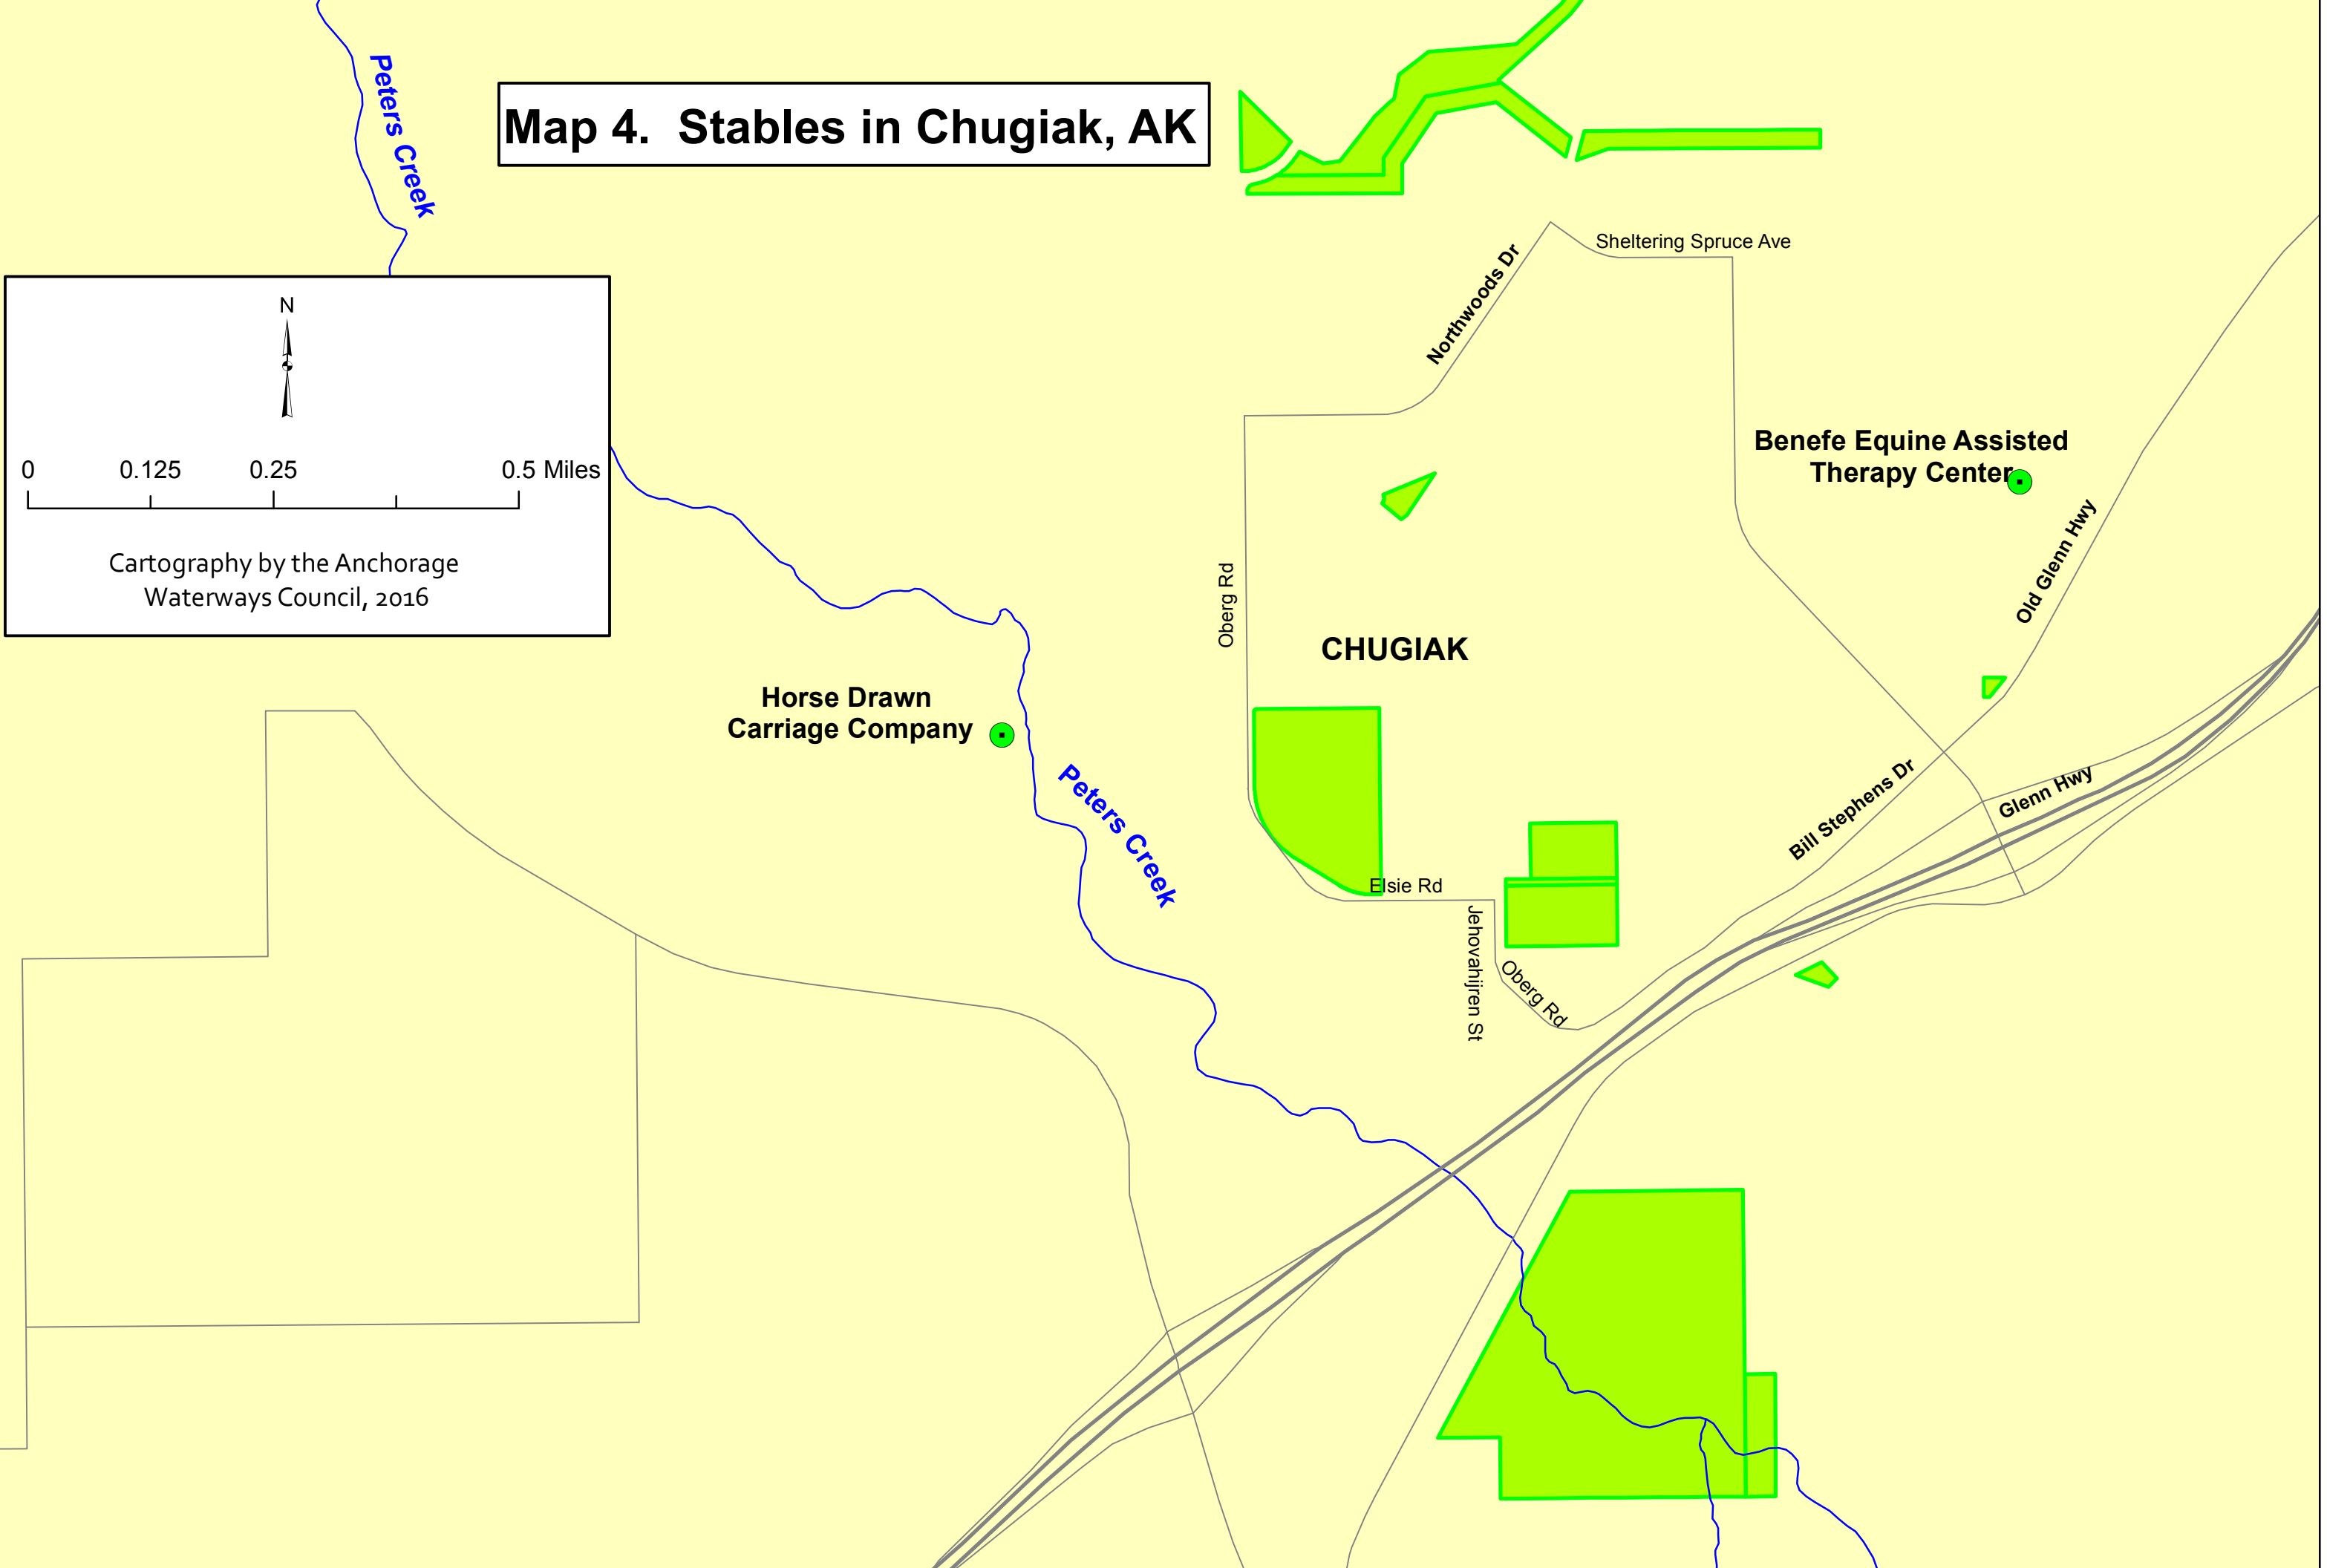 Peters Creek
Map 4.  Stables in Chugiak, AK
Sheltering Spruce Ave
Northwoods Dr
N
0 0.125 0.25 0.5 Miles
Cartography by the Anchorage
Waterways Council, 2016
Benefe Equine Assisted
Therapy Center
Old Glenn Hwy
Oberg Rd
CHUGIAK
Horse Drawn
Carriage Company
Peters Creek
Bill Stephens Dr
Glenn Hwy
Elsie Rd
Jehovahjiren St
Oberg Rd